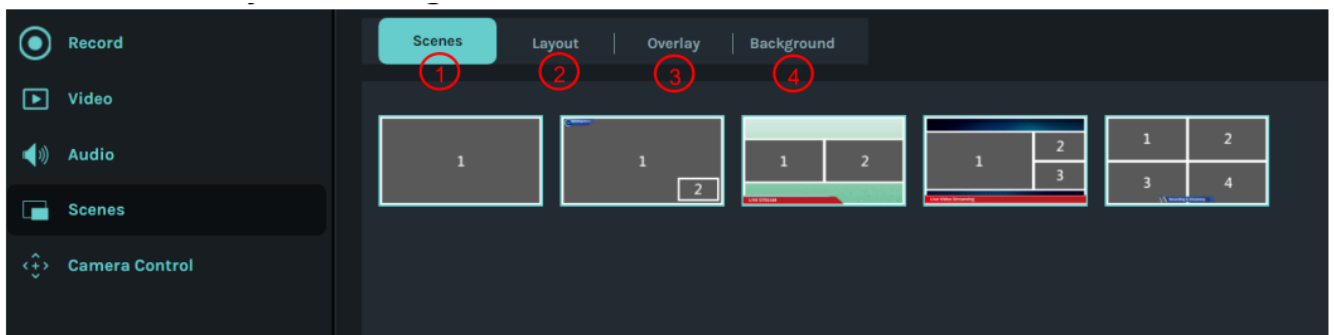 Record
Video
Audio
Scenes
Camera Control
Scenes Layout Overlay Background
1 2 3 4
1
1 2
1 2
LIVE STREAM
1 2 3
Live Video Streaming
1 2
3 4